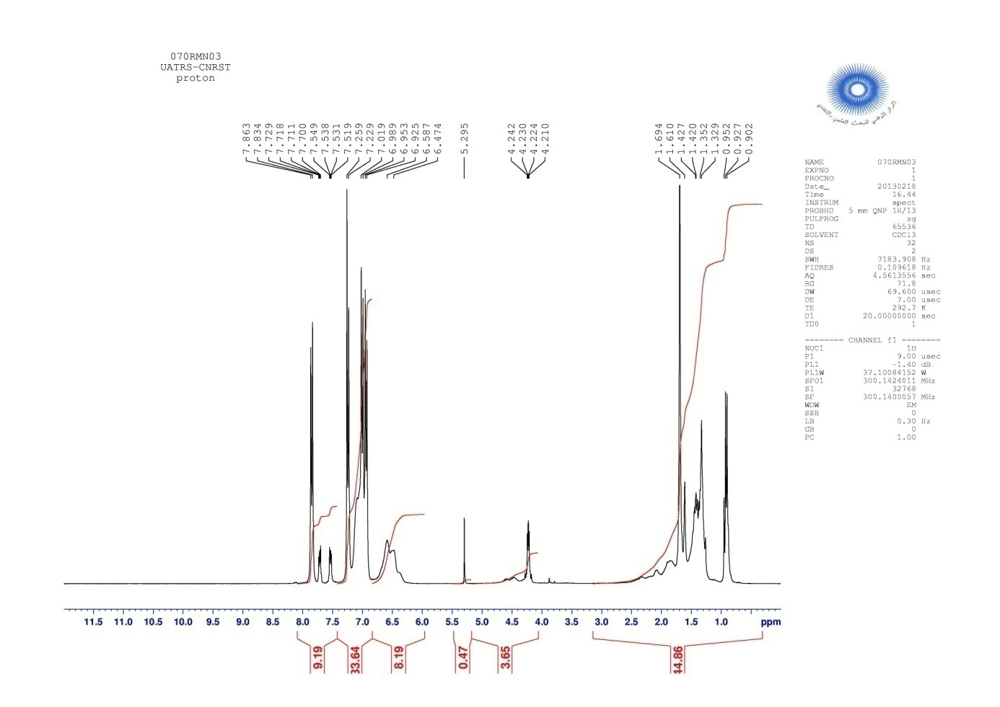 070RMN03
UATRS-CNRST
proton
7.863
7.834
7.729
7.718
7.711
7.700
7.549
7.538
7.531
7.519
7.259
7.229
7.019
6.989
6.953
6.925
6.587
6.474
5.295
4.242
4.230
4.224
4.210
1.694
1.610
1.427
1.420
1.352
1.329
0.952
0.927
0.902
NAME 070RMN03
EXPNO 1
PROCNO 1
Date_ 20130218
Time 16.44
INSTRUM spect
PROBHD 5 mm QNP 1H/13
PULPROG zg
TD 65536
SOLVENT CDCl3
NS 32
DS 2
SWH 7183.908 Hz
FIDRES 0.109618 Hz
AQ 4.5613556 sec
RG 71.8
DW 69.600 usec
DE 7.00 usec
TE 292.7 K
D1 20.00000000 sec
TD0 1
======== CHANNEL f1 ========
NUC1 1H
P1 9.00 usec
PL1 -1.40 dB
PL1W 37.10084152 W
SFO1 300.1424011 MHz
SI 32768
SF 300.1400057 MHz
WDW EM
SSB 0
LB 0.30 Hz
GB 0
PC 1.00
11.5 11.0 10.5 10.0 9.5 9.0 8.5 8.0 7.5 7.0 6.5 6.0 5.5 5.0 4.5 4.0 3.5 3.0 2.5 2.0 1.5 1.0 ppm
9.19
33.64
8.19
0.47
3.65
44.86